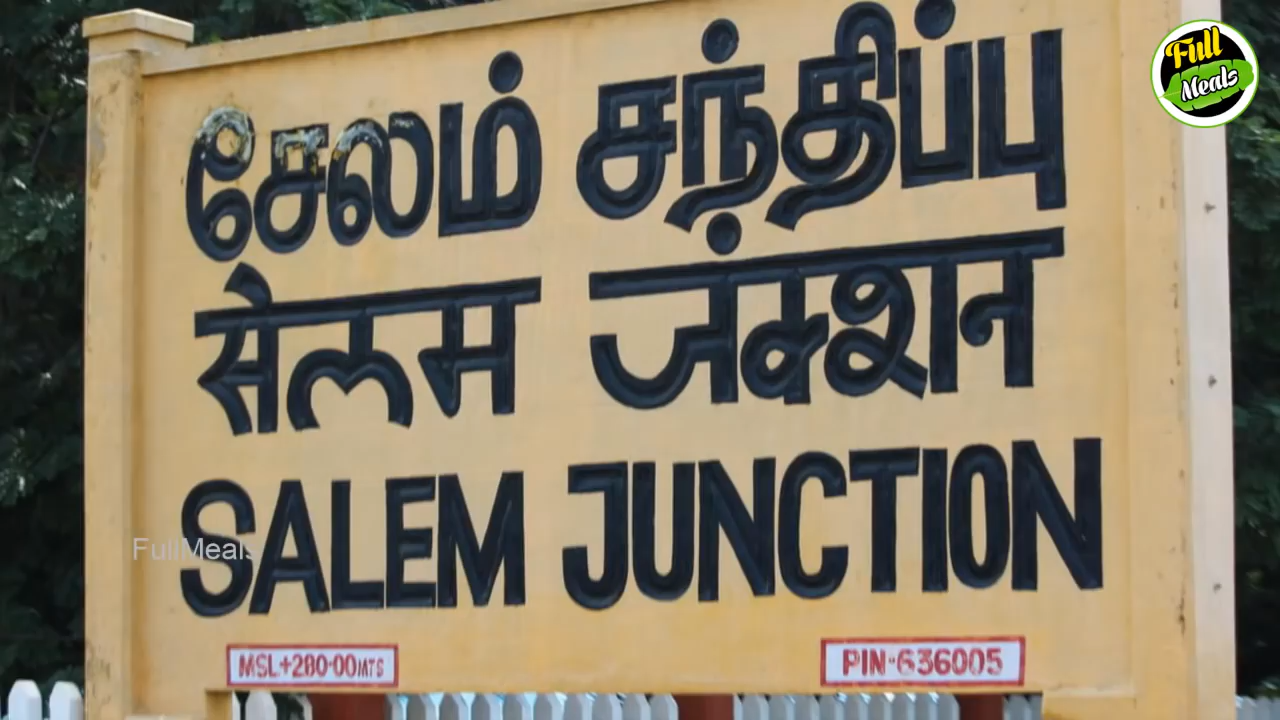 Full
Meals
சேலம் சந்திப்பு
सेलम जंक्शन
SALEM JUNCTION
FullMeals
MSL+280·00MTS
PIN-636005